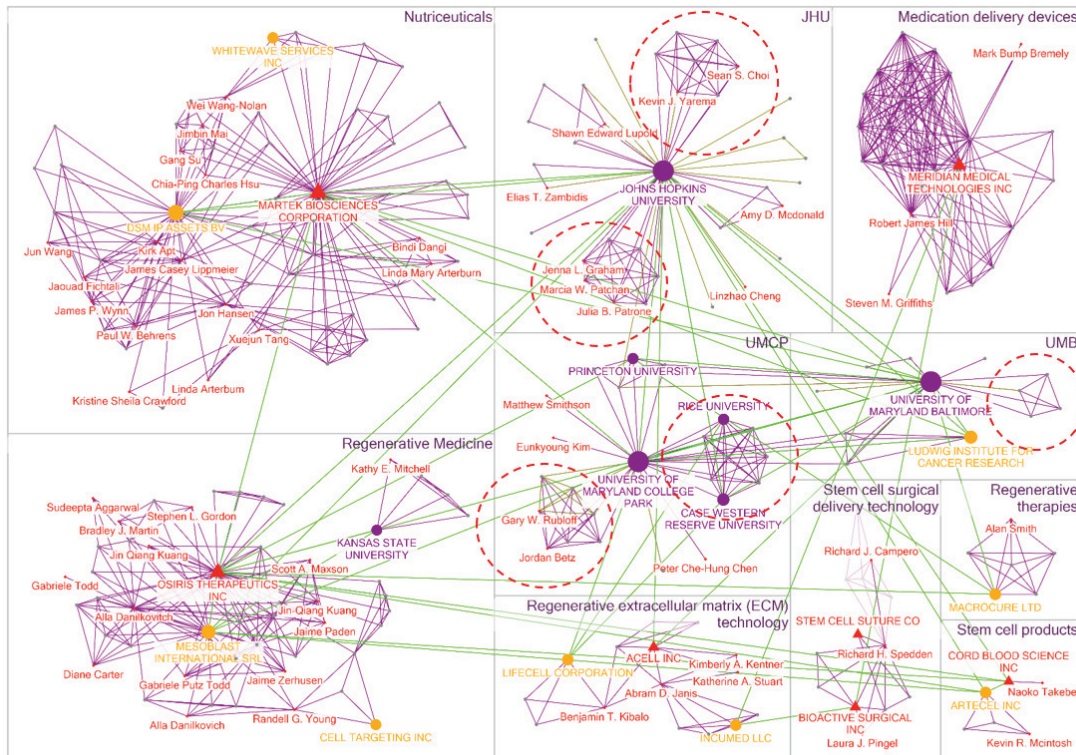 Nutriceuticals
WHITEWAVE SERVICES
INC
Wei Wang-Nolan
Jimbin Mai
Gang Su
Chia-Ping Charles Hsu
MARTEK BIOSCIENCES
CORPORATION
DSM IP ASSETS BV
Jun Wang
Kirk Apt
Bindi Dangi
James Casey Lippmeier
Linda Mary Arterburn
Jaouad Fichtali
James P. Wynn
Jon Hansen
Paul W. Behrens
Xuejun Tang
Linda Arterburn
Kristine Sheila Crawford
JHU
Sean S. Choi
Kevin J. Yarema
Shawn Edward Lupold
JOHNS HOPKINS
UNIVERSITY
Elias T. Zambidis
Amy D. Mcdonald
Jenna L. Graham
Marcia W. Patchan
Linzhao Cheng
Julia B. Patrone
Medication delivery devices
Mark Bump Bremely
MERIDIAN MEDICAL
TECHNOLOGIES INC
Robert James Hill
Steven M. Griffiths
UMCP
PRINCETON UNIVERSITY
Matthew Smithson
RICE UNIVERSITY
Eunkyoung Kim
UNIVERSITY OF
MARYLAND COLLEGE
PARK
CASE WESTERN
RESERVE UNIVERSITY
Gary W. Rubloff
Jordan Betz
Peter Che-Hung Chen
UMB
UNIVERSITY OF
MARYLAND BALTIMORE
LUDWIG INSTITUTE FOR
CANCER RESEARCH
Regenerative Medicine
Kathy E. Mitchell
Sudeepta Aggarwal
Stephen L. Gordon
Bradley J. Martin
KANSAS STATE
UNIVERSITY
Jin Qiang Kuang
Scott A. Maxson
Gabriele Todd
OSIRIS THERAPEUTICS
INC
Alla Danilkovitch
Jin-Qiang Kuang
Jaime Paden
MESOBLAST
INTERNATIONAL SRL
Diane Carter
Gabriele Putz Todd
Jaime Zerhusen
Alla Danilkovich
Randell G. Young
CELL TARGETING INC
Regenerative extracellular matrix (ECM)
technology
ACELL INC
LIFECELL CORPORATION
Kimberly A. Kentner
Katherine A. Stuart
Abram D. Janis
Benjamin T. Kibalo
INCUMED LLC
Stem cell surgical
delivery technology
Richard J. Campero
STEM CELL SUTURE CO
Richard H. Spedden
BIOACTIVE SURGICAL
INC
Laura J. Pingel
Regenerative
therapies
Alan Smith
MACROCURE LTD
Stem cell products
CORD BLOOD SCIENCE
INC
Naoko Takebe
ARTECEL INC
Kevin R. Mcintosh